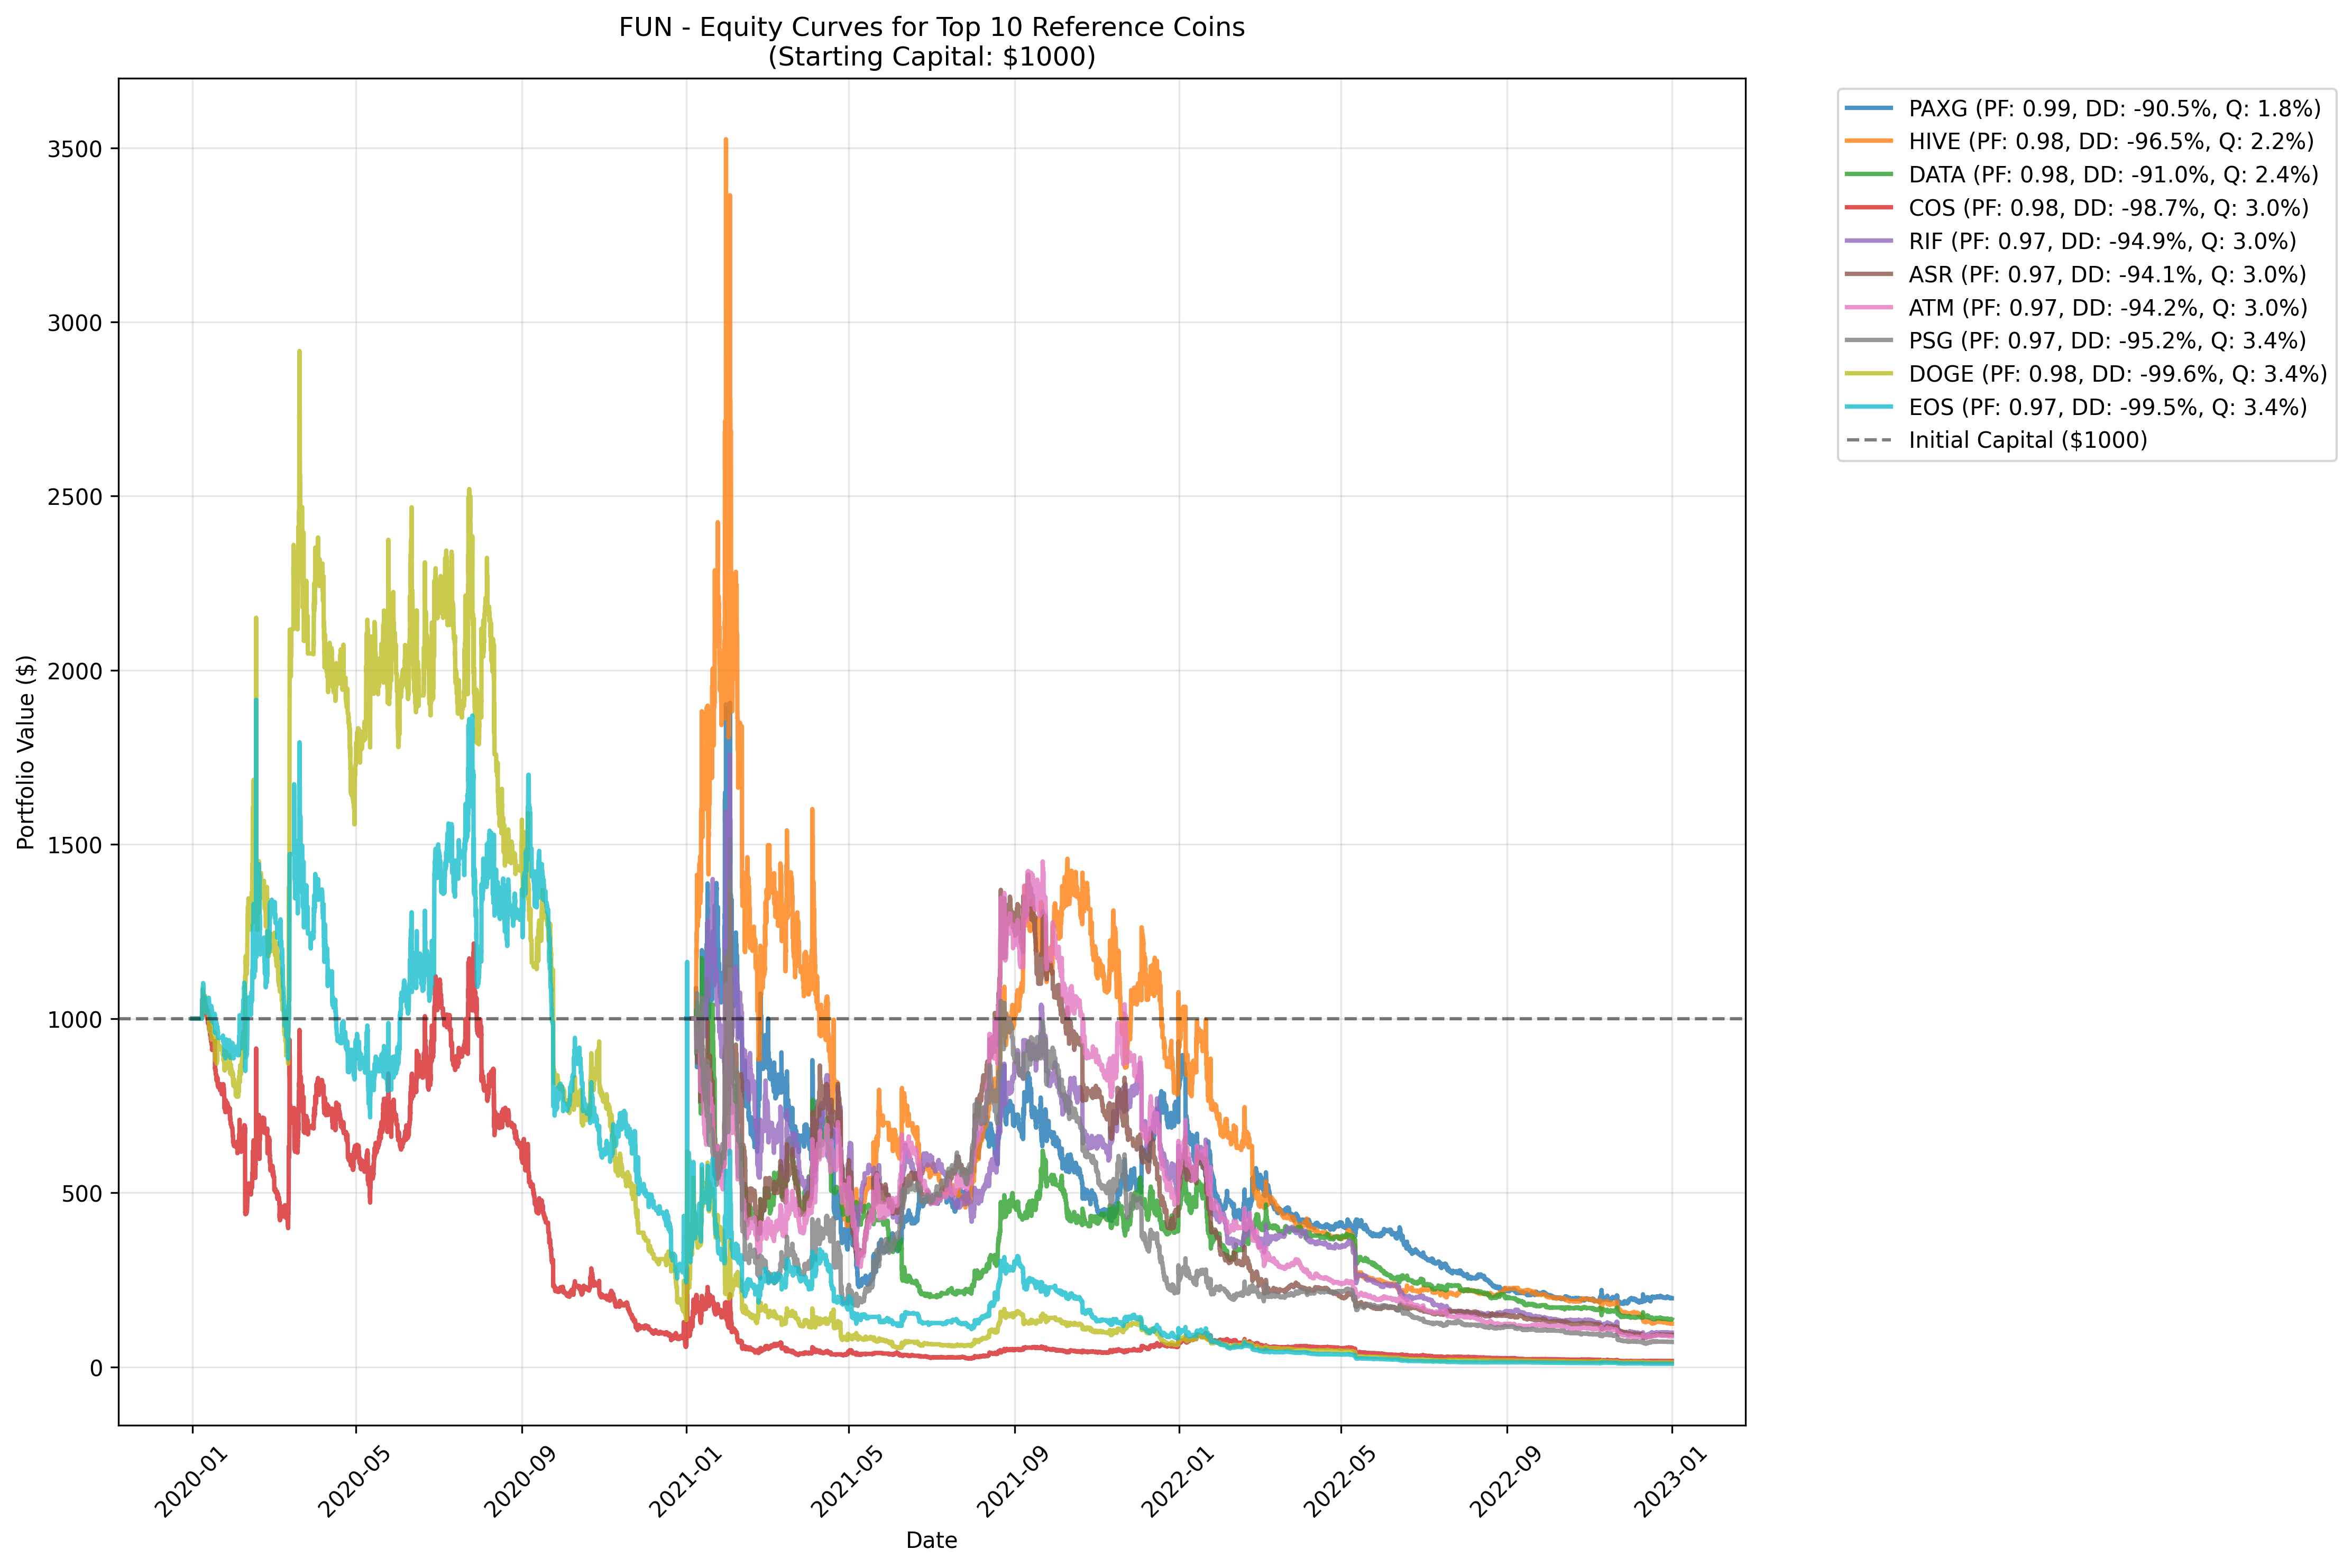 FUN - Equity Curves for Top 10 Reference Coins
(Starting Capital: $1000)
PAXG (PF: 0.99, DD: -90.5%, Q: 1.8%)
HIVE (PF: 0.98, DD: -96.5%, Q: 2.2%)
DATA (PF: 0.98, DD: -91.0%, Q: 2.4%)
COS (PF: 0.98, DD: -98.7%, Q: 3.0%)
RIF (PF: 0.97, DD: -94.9%, Q: 3.0%)
ASR (PF: 0.97, DD: -94.1%, Q: 3.0%)
ATM (PF: 0.97, DD: -94.2%, Q: 3.0%)
PSG (PF: 0.97, DD: -95.2%, Q: 3.4%)
DOGE (PF: 0.98, DD: -99.6%, Q: 3.4%)
EOS (PF: 0.97, DD: -99.5%, Q: 3.4%)
Initial Capital ($1000)
Portfolio Value ($)
3500
3000
2500
2000
1500
1000
500
0
2020-01
2020-05
2020-09
2021-01
2021-05
2021-09
2022-01
2022-05
2022-09
2023-01
Date